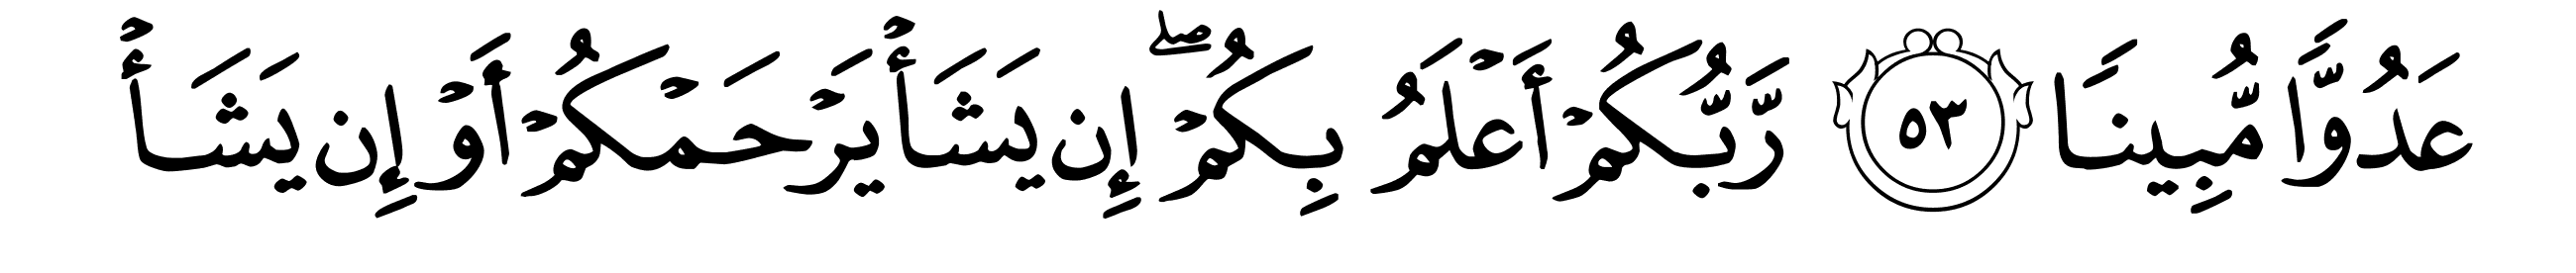 عَدُوًّا مُّبِينًا ٥٣ رَّبُّكُمْ أَعْلَمُ بِكُمْ ۖ إِن يَشَأْ يَرْحَمْكُمْ أَوْ إِن يَشَأْ